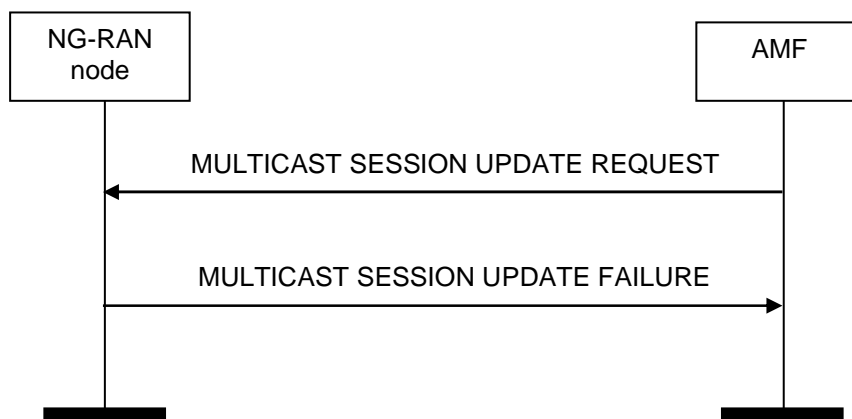 NG-RAN
node
AMF
MULTICAST SESSION UPDATE REQUEST
MULTICAST SESSION UPDATE FAILURE